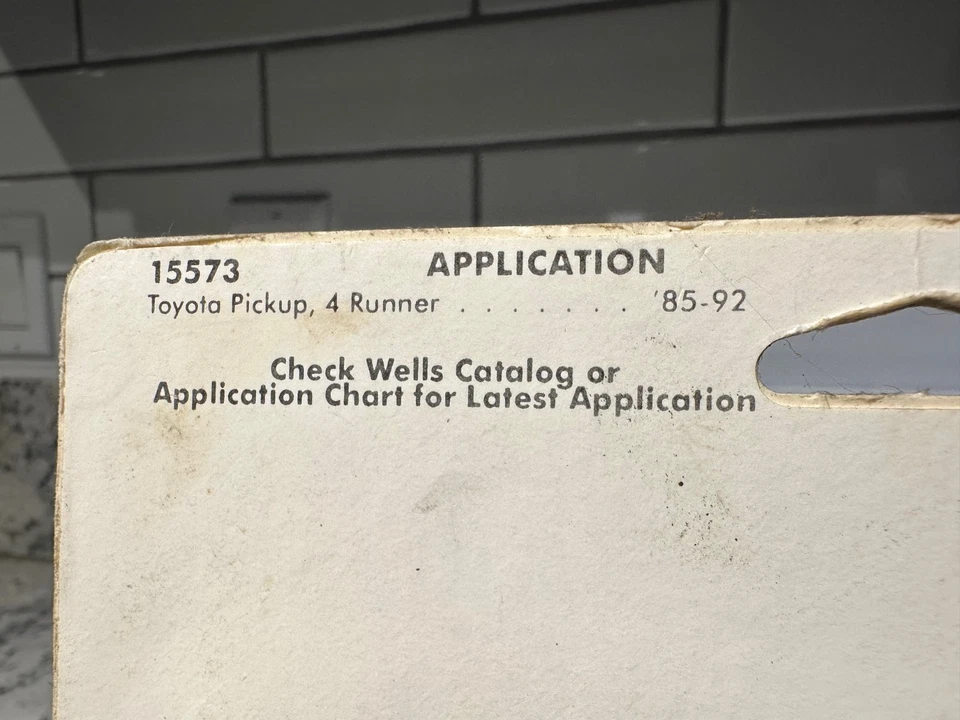 15573 APPLICATION
Toyota Pickup, 4 Runner . . . . . . . '85-92
Check Wells Catalog or
Application Chart for Latest Application